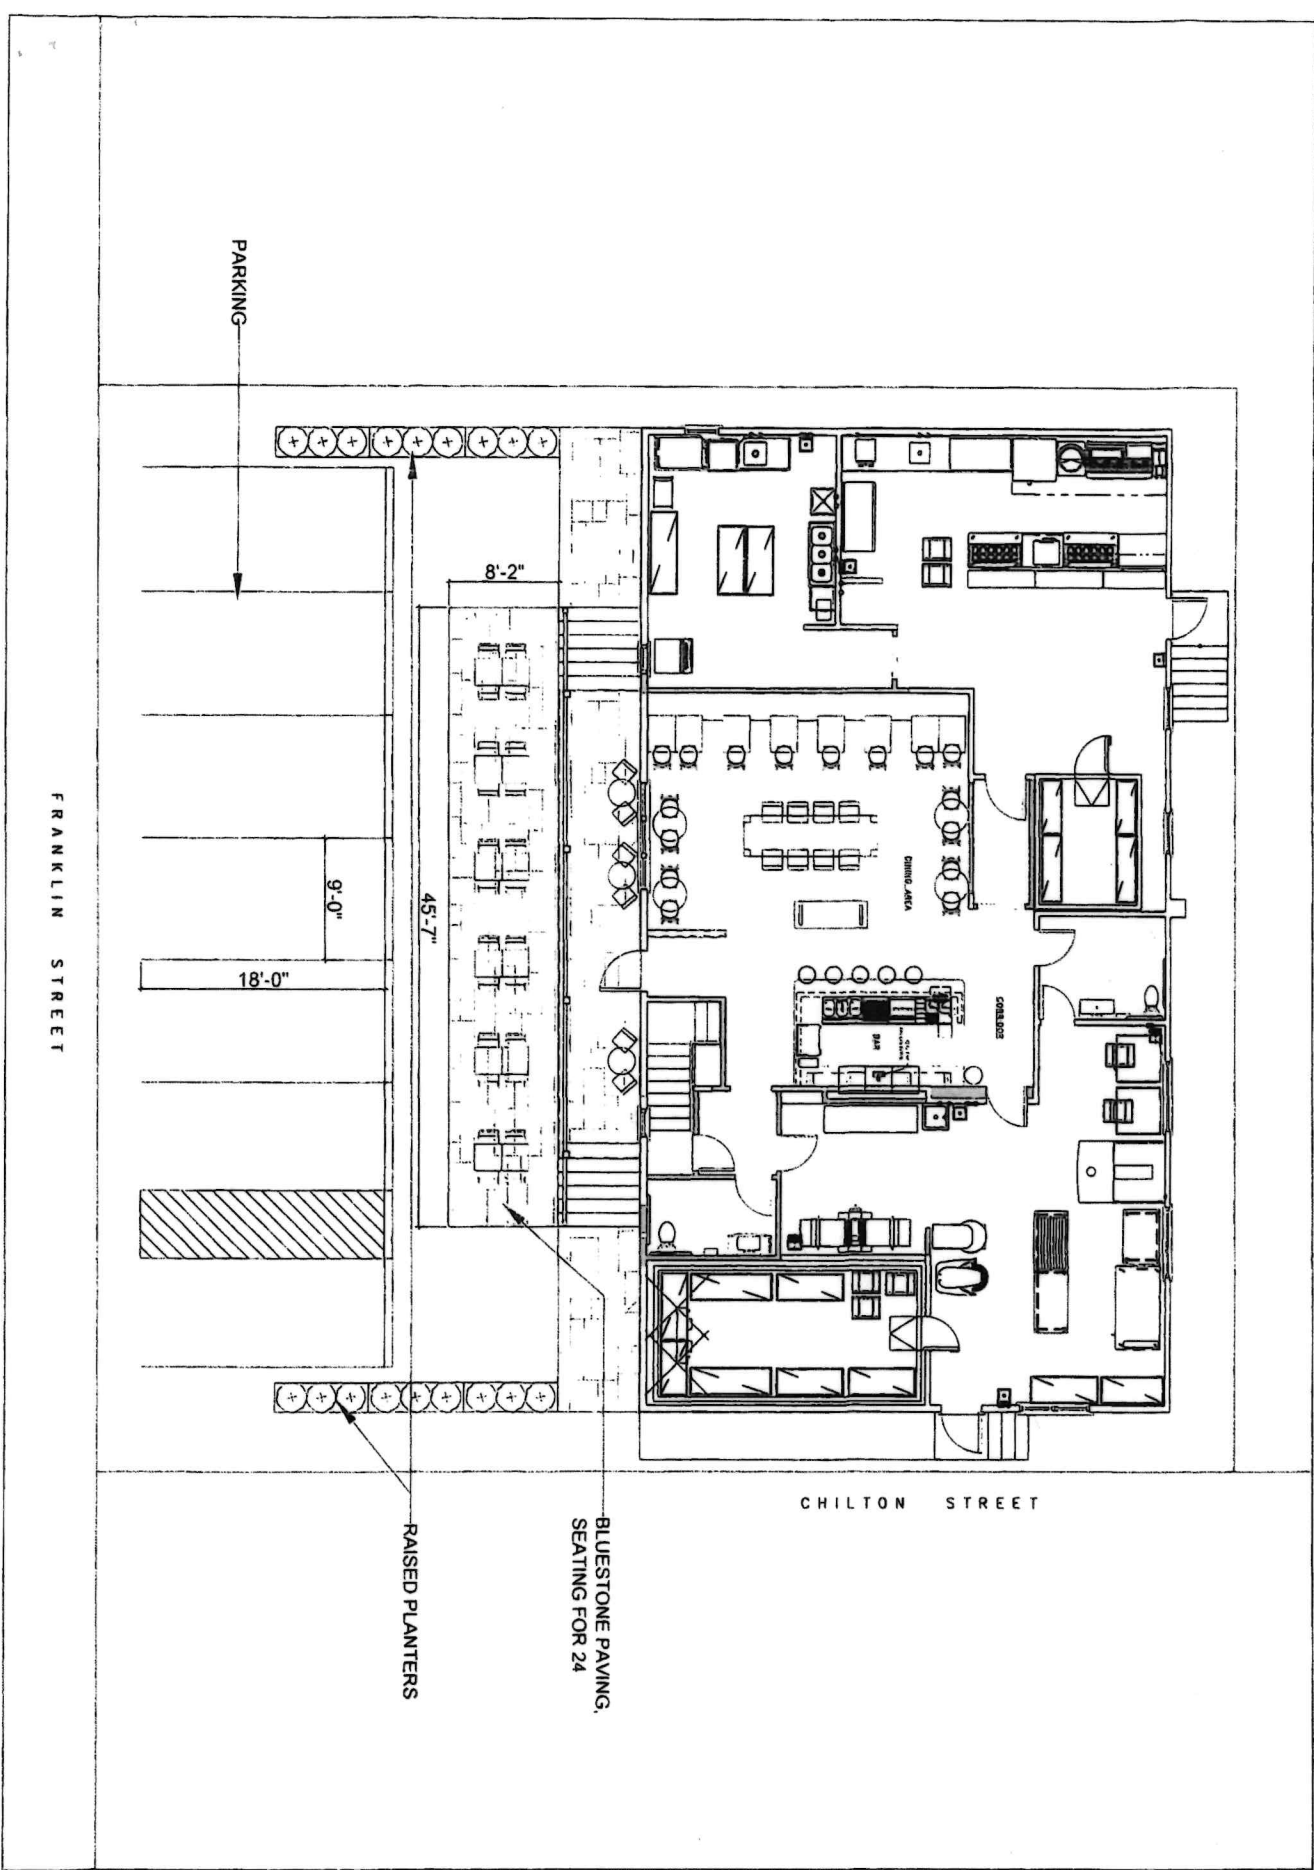 PARKING
FRANKLIN STREET
8'-2"
45'-7"
9'-0"
18'-0"
DINING AREA
CORRIDOR
BAR
CHILTON STREET
BLUESTONE PAVING,
SEATING FOR 24
RAISED PLANTERS